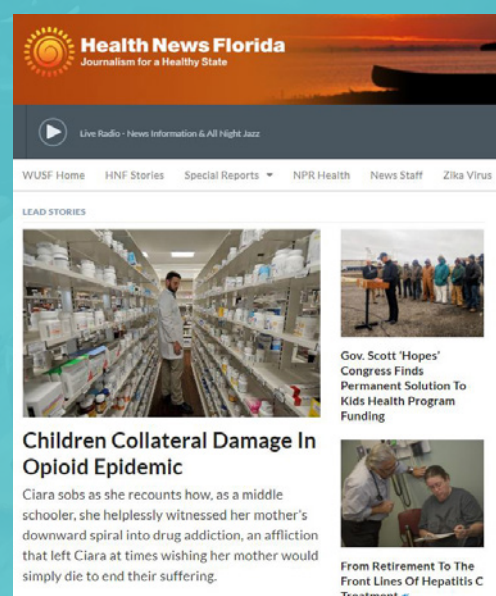 Health News Florida
Journalism for a Healthy State
Live Radio - News Information & All Night Jazz
WUSF Home HNF Stories Special Reports NPR Health News Staff Zika Virus
LEAD STORIES
Children Collateral Damage In
Opioid Epidemic
Ciara sobs as she recounts how, as a middle
schooler, she helplessly witnessed her mother's
downward spiral into drug addiction, an affliction
that left Ciara at times wishing her mother would
simply die to end their suffering.
Gov. Scott 'Hopes'
Congress Finds
Permanent Solution To
Kids Health Program
Funding
From Retirement To The
Front Lines Of Hepatitis C
Treatment